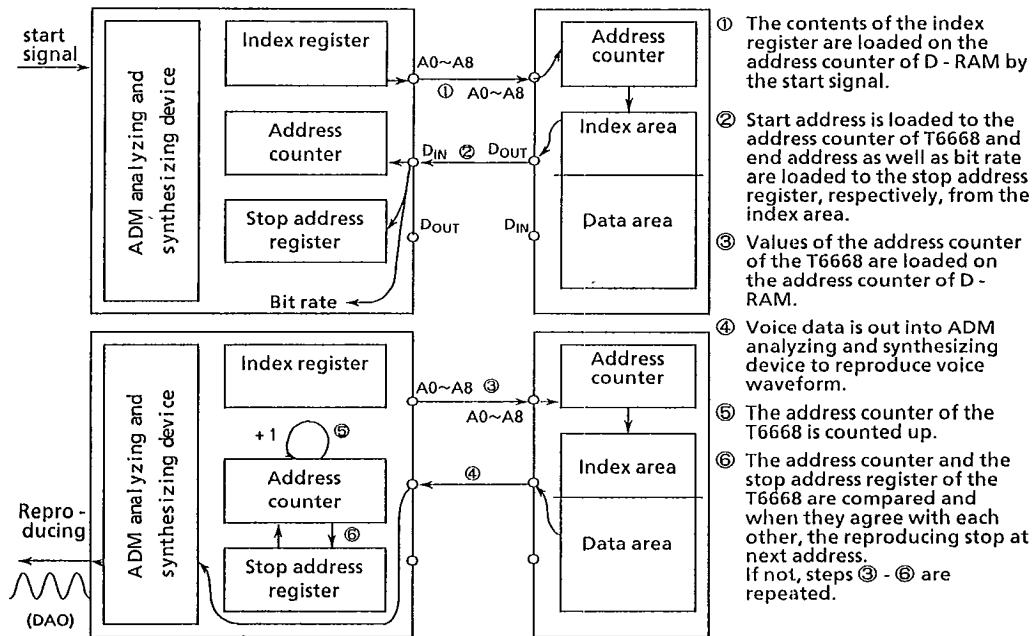 start
signal
ADM analyzing and
synthesizing device
Index register
Address
counter
Stop address
register
Bit rate
A0~A8
①
A0~A8
DIN
②
DOUT
DOUT
DIN
Address
counter
Index area
Data area
Repro -
ducing
(DAO)
ADM analyzing and
synthesizing device
Index register
+ 1
⑤
Address
counter
⑥
Stop address
register
A0~A8
③
A0~A8
④
Address
counter
Index area
Data area
① The contents of the index
register are loaded on the
address counter of D - RAM by
the start signal.
② Start address is loaded to the
address counter of T6668 and
end address as well as bit rate
are loaded to the stop address
register, respectively, from the
index area.
③ Values of the address counter
of the T6668 are loaded on
the address counter of D -
RAM.
④ Voice data is out into ADM
analyzing and synthesizing
device to reproduce voice
waveform.
⑤ The address counter of the
T6668 is counted up.
⑥ The address counter and the
stop address register of the
T6668 are compared and
when they agree with each
other, the reproducing stop at
next address.
If not, steps ③ - ⑥ are
repeated.